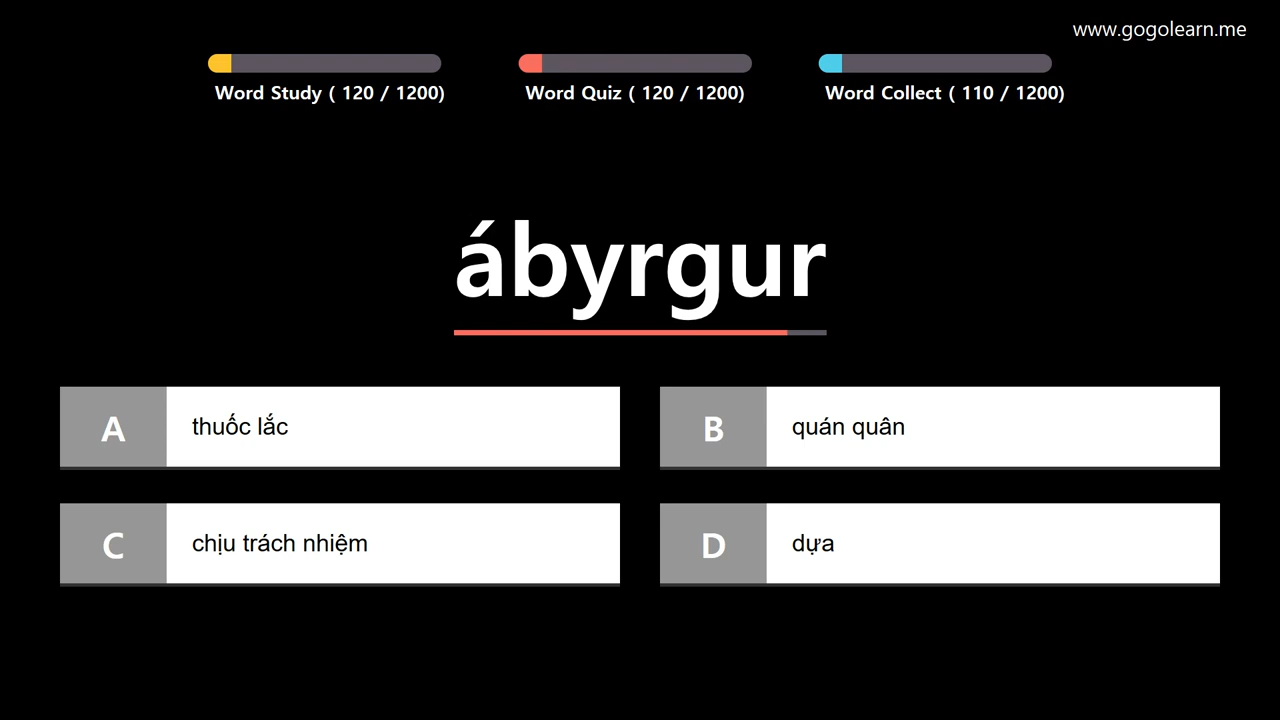 www.gogolearn.me
Word Study ( 120 / 1200)
Word Quiz ( 120 / 1200)
Word Collect ( 110 / 1200)
ábyrgur
A
thuốc lắc
B
quán quân
C
chịu trách nhiệm
D
dựa